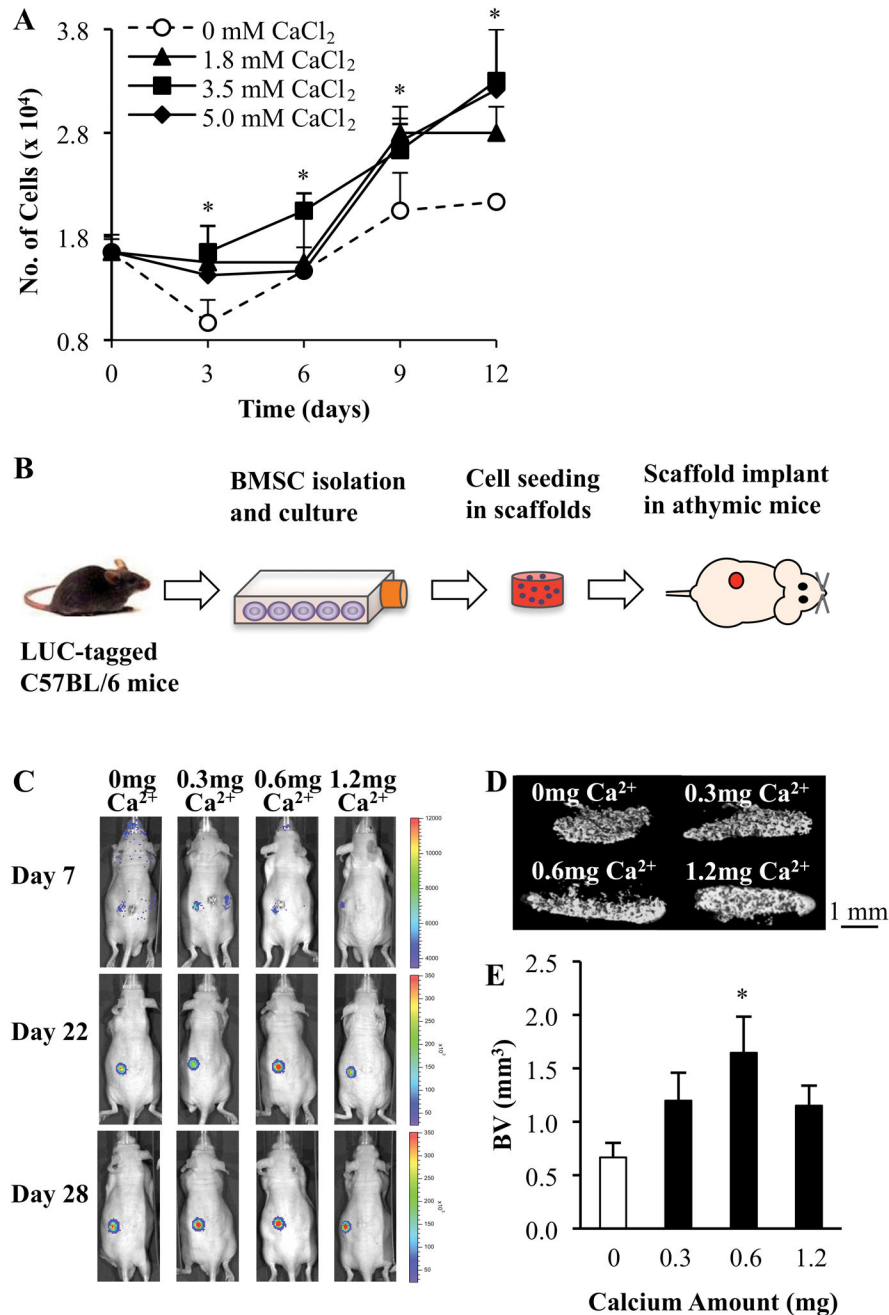 A
3.8
2.8
1.8
0.8
No. of Cells (x 10⁴)
0 mM CaCl₂
1.8 mM CaCl₂
3.5 mM CaCl₂
5.0 mM CaCl₂
*
*
*
*
0 3 6 9 12
Time (days)
B
BMSC isolation
and culture
Cell seeding
in scaffolds
Scaffold implant
in athymic mice
LUC-tagged
C57BL/6 mice
C
0mg 0.3mg 0.6mg 1.2mg
Ca²⁺ Ca²⁺ Ca²⁺ Ca²⁺
Day 7
12000
10000
8000
6000
4000
Day 22
350
300
250
200
150
100
50
x10³
Day 28
350
300
250
200
150
100
50
x10³
D
0mg Ca²⁺ 0.3mg Ca²⁺
0.6mg Ca²⁺ 1.2mg Ca²⁺
1 mm
E
2.5
2.0
1.5
1.0
0.5
0.0
BV (mm³)
*
0 0.3 0.6 1.2
Calcium Amount (mg)